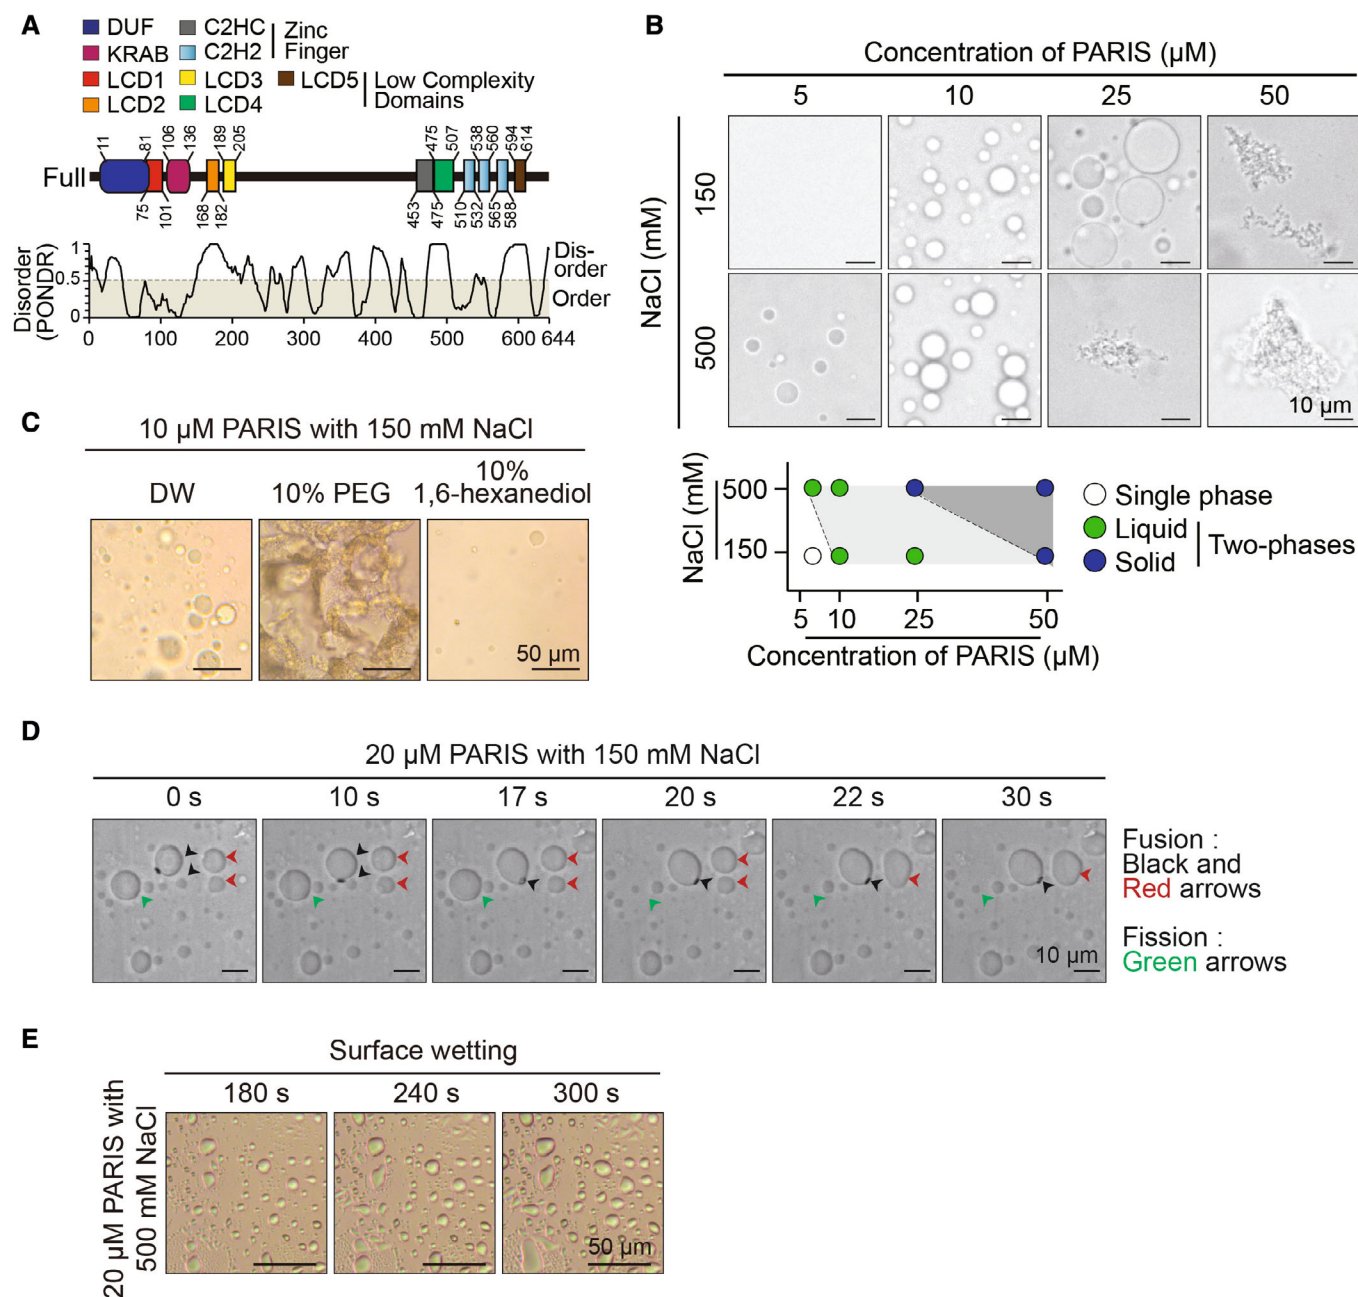 A
DUF
KRAB
LCD1
LCD2
C2HC
C2H2
Zinc
Finger
LCD3
LCD4
LCD5
Low Complexity
Domains
11
81
106
136
189
205
475
507
538
560
594
614
Full
75
101
168
182
453
475
510
532
565
588
Disorder
(PONDR)
1
0.5
0
Dis-
order
Order
0
100
200
300
400
500
600
644
B
Concentration of PARIS (µM)
5
10
25
50
NaCl (mM)
150
500
10 µm
NaCl (mM)
500
150
5
10
25
50
Concentration of PARIS (µM)
Single phase
Liquid
Solid
Two-phases
C
10 µM PARIS with 150 mM NaCl
DW
10% PEG
10%
1,6-hexanediol
50 µm
D
20 µM PARIS with 150 mM NaCl
0 s
10 s
17 s
20 s
22 s
30 s
10 µm
Fusion :
Black and
Red arrows
Fission :
Green arrows
E
Surface wetting
20 µM PARIS with
500 mM NaCl
180 s
240 s
300 s
50 µm